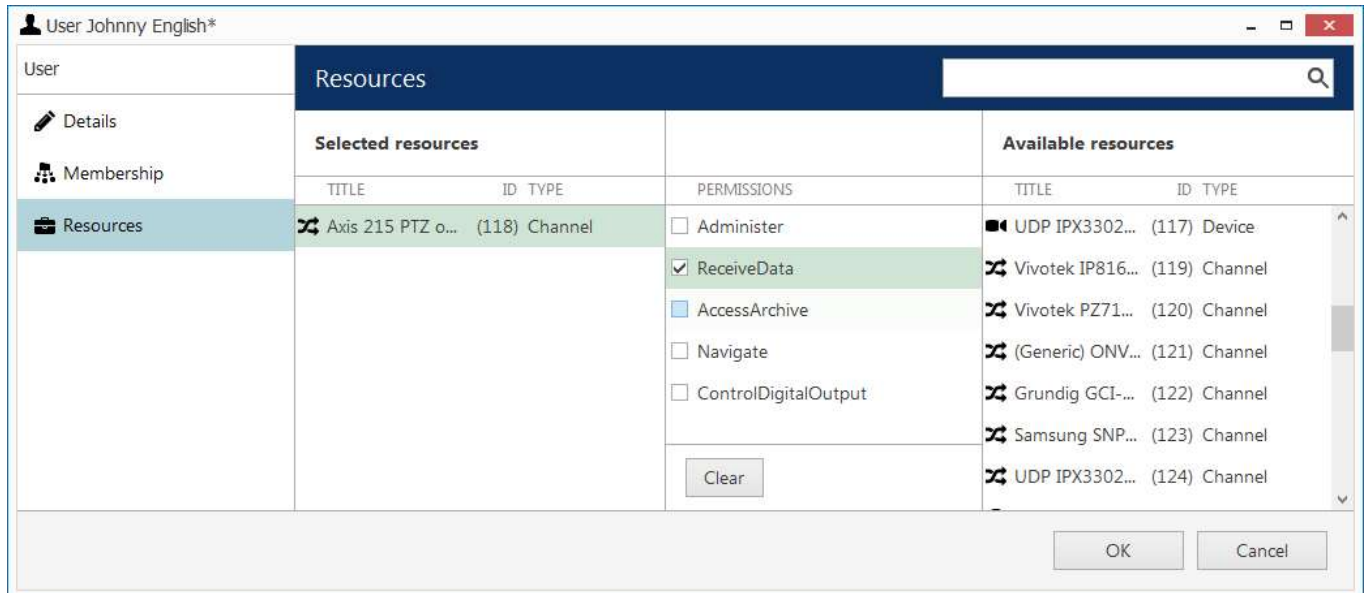 User Johnny English*
User
Resources
Details
Membership
Resources
Selected resources
Available resources
TITLE ID TYPE
PERMISSIONS
TITLE ID TYPE
Axis 215 PTZ o... (118) Channel
Administer
ReceiveData
AccessArchive
Navigate
ControlDigitalOutput
Clear
UDP IPX3302... (117) Device
Vivotek IP816... (119) Channel
Vivotek PZ71... (120) Channel
(Generic) ONV... (121) Channel
Grundig GCI-... (122) Channel
Samsung SNP... (123) Channel
UDP IPX3302... (124) Channel
OK
Cancel